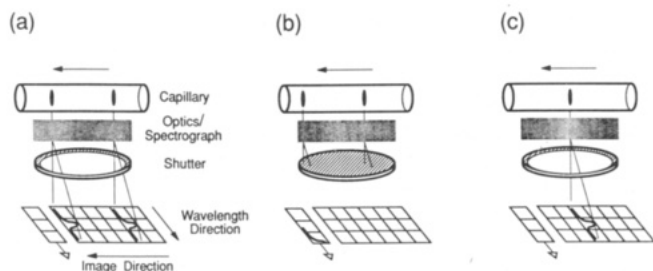 (a)
(b)
(c)
Capillary
Optics/
Spectrograph
Shutter
Wavelength
Direction
Image Direction